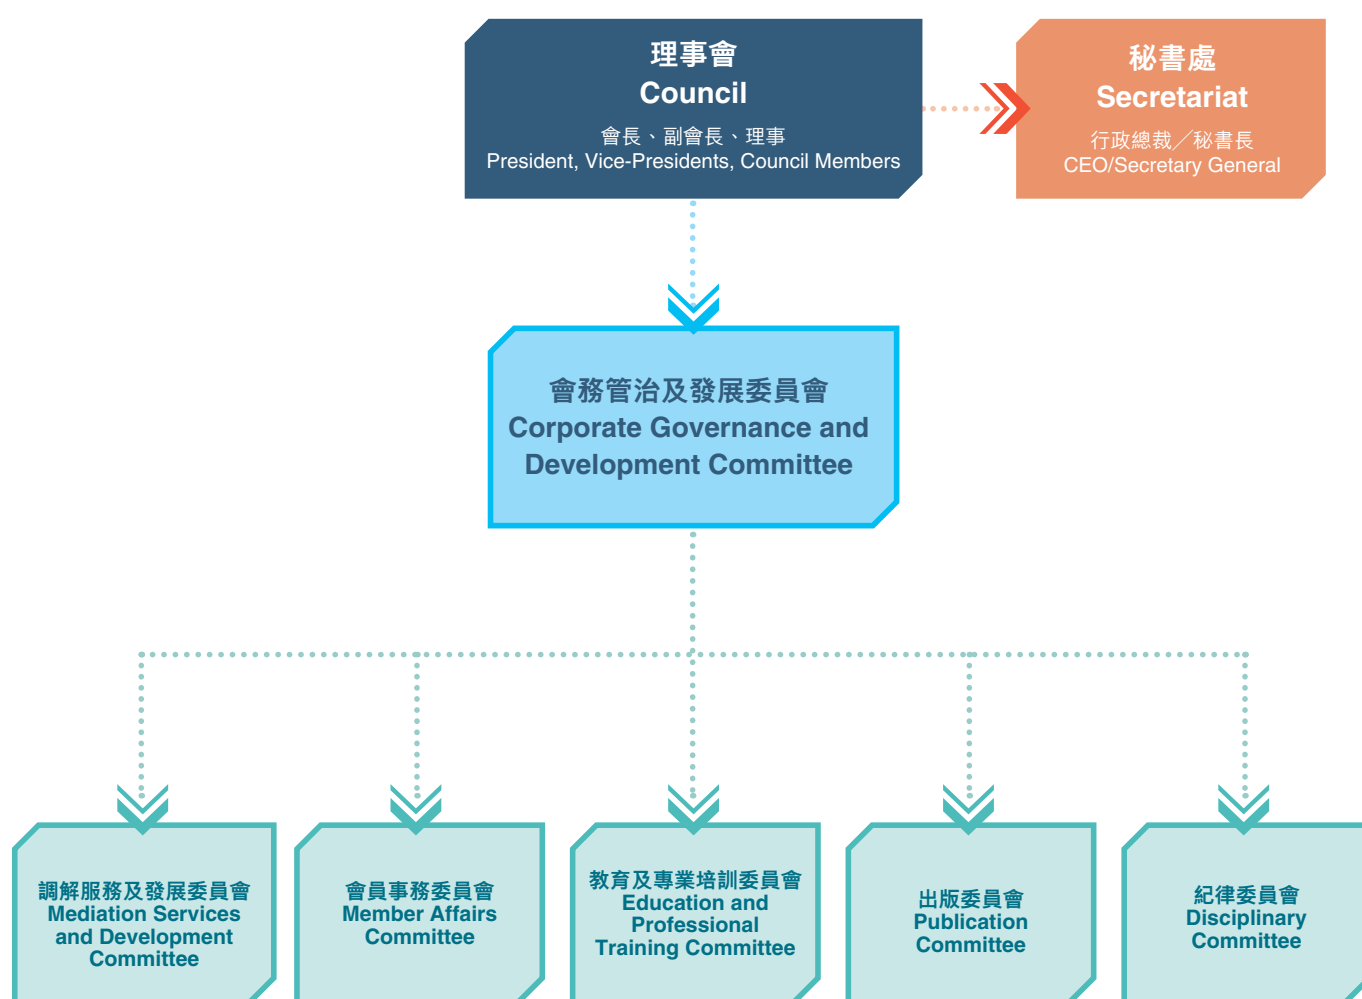 理事會
Council
會長、副會長、理事
President, Vice-Presidents, Council Members
秘書處
Secretariat
行政總裁／秘書長
CEO/Secretary General
會務管治及發展委員會
Corporate Governance and
Development Committee
調解服務及發展委員會
Mediation Services
and Development
Committee
會員事務委員會
Member Affairs
Committee
教育及專業培訓委員會
Education and
Professional
Training Committee
出版委員會
Publication
Committee
紀律委員會
Disciplinary
Committee